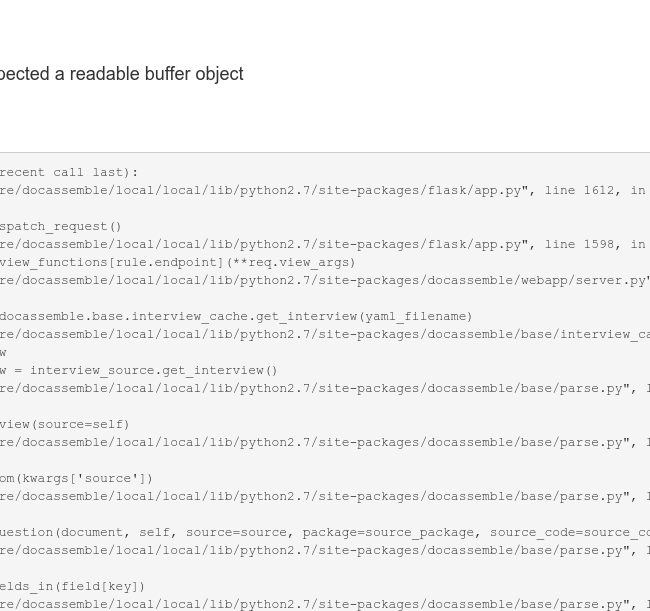 pected a readable buffer object
recent call last):
re/docassemble/local/local/lib/python2.7/site-packages/flask/app.py", line 1612, in
spatch_request()
re/docassemble/local/local/lib/python2.7/site-packages/flask/app.py", line 1598, in
view_functions[rule.endpoint](**req.view_args)
re/docassemble/local/local/lib/python2.7/site-packages/docassemble/webapp/server.py"
docassemble.base.interview_cache.get_interview(yaml_filename)
re/docassemble/local/local/lib/python2.7/site-packages/docassemble/base/interview_ca
w
w = interview_source.get_interview()
re/docassemble/local/local/lib/python2.7/site-packages/docassemble/base/parse.py", l
view(source=self)
re/docassemble/local/local/lib/python2.7/site-packages/docassemble/base/parse.py", l
om(kwargs['source'])
re/docassemble/local/local/lib/python2.7/site-packages/docassemble/base/parse.py", l
uestion(document, self, source=source, package=source_package, source_code=source_co
re/docassemble/local/local/lib/python2.7/site-packages/docassemble/base/parse.py", l
elds_in(field[key])
re/docassemble/local/local/lib/python2.7/site-packages/docassemble/base/parse.py", l